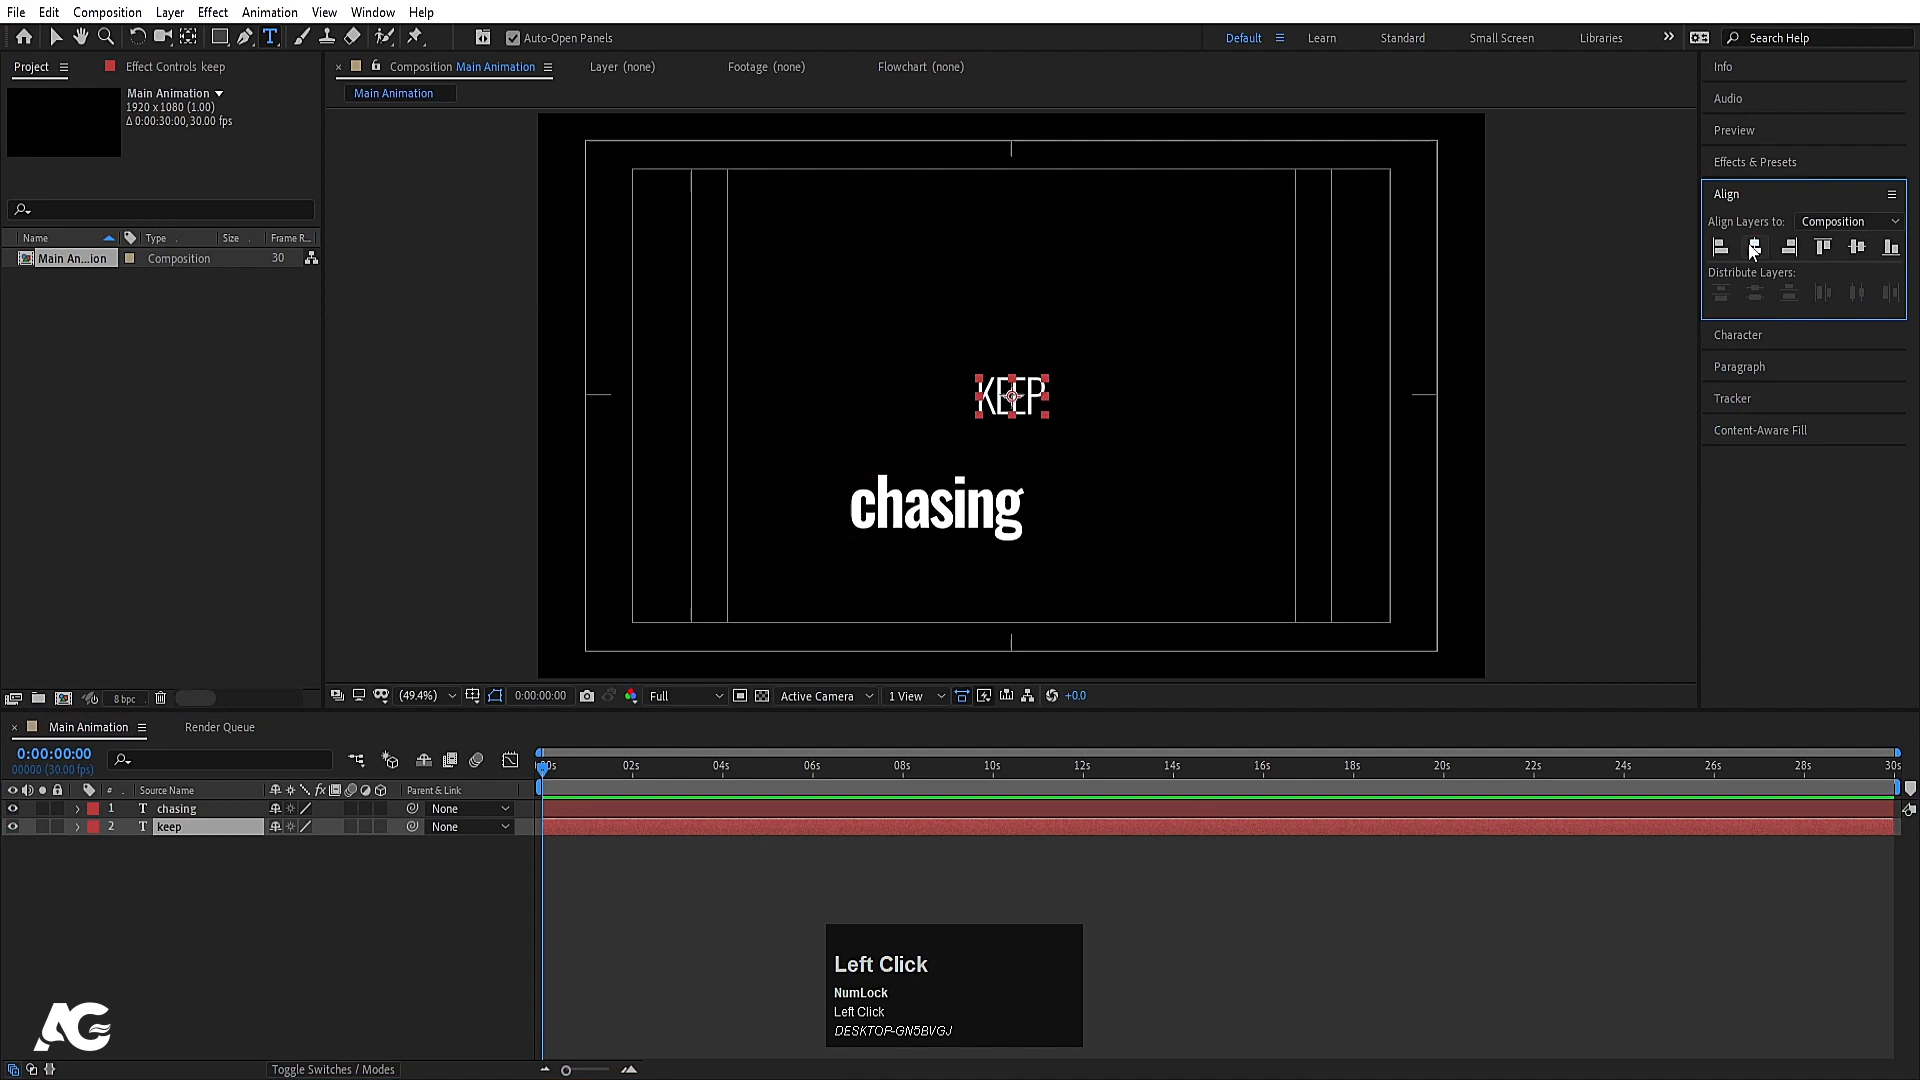 File Edit Composition Layer Effect Animation View Window Help
Auto-Open Panels Default Learn Standard Small Screen Libraries Search Help
Project Effect Controls keep Composition Main Animation Layer (none) Footage (none) Flowchart (none) Info
Main Animation
1920 x 1080 (1.00)
Δ 0:00:30:00, 30.00 fps
Main Animation
Audio
Preview
Effects & Presets
Align
Align Layers to: Composition
Distribute Layers:
Character
Paragraph
Tracker
Content-Aware Fill
Name Type Size Frame R...
Main An...ion Composition 30
KEEP
chasing
8 bpc (49.4%) 0:00:00:00 Full Active Camera 1 View +0.0
Main Animation Render Queue
0:00:00:00
00000 (30.00 fps)
02s 04s 06s 08s 10s 12s 14s 16s 18s 20s 22s 24s 26s 28s 30s
# Source Name fx Parent & Link
1 T chasing None
2 T keep None
Left Click
NumLock
Left Click
DESKTOP-GN5BVGJ
AG
Toggle Switches / Modes